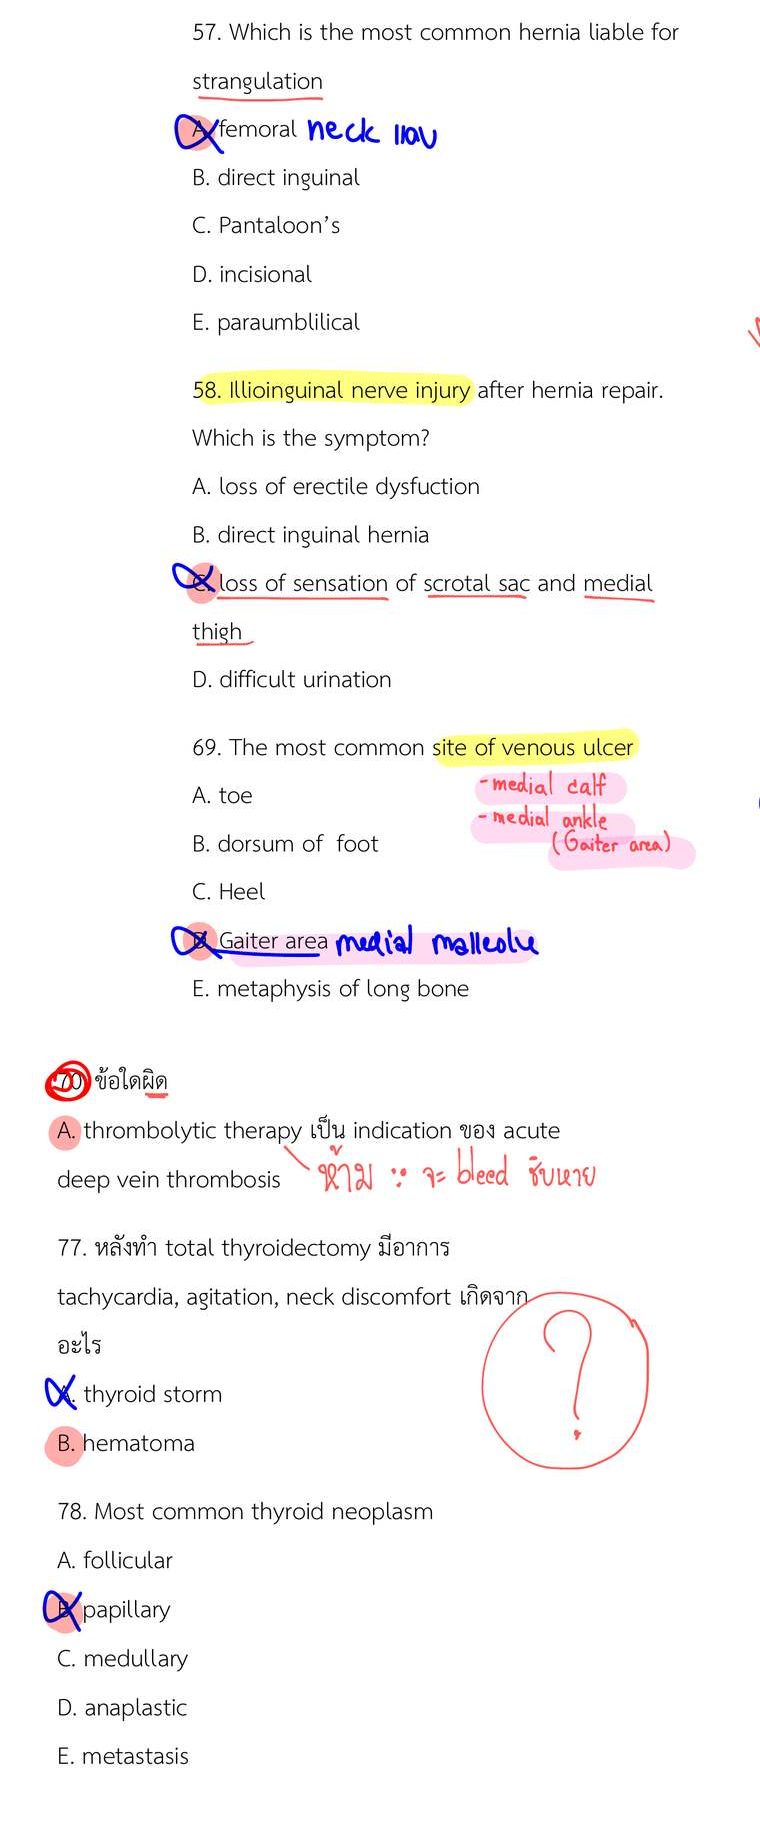 57. Which is the most common hernia liable for
strangulation
A. femoral neck แคบ
B. direct inguinal
C. Pantaloon's
D. incisional
E. paraumblilical
58. Illioinguinal nerve injury after hernia repair.
Which is the symptom?
A. loss of erectile dysfuction
B. direct inguinal hernia
C. loss of sensation of scrotal sac and medial
thigh
D. difficult urination
69. The most common site of venous ulcer
A. toe
- medial calf
- medial ankle
B. dorsum of foot
(Gaiter area)
C. Heel
D. Gaiter area medial malleolu
E. metaphysis of long bone
70. ข้อใดผิด
A. thrombolytic therapy เป็น indication ของ acute
deep vein thrombosis ห้าม ∵ จะ bleed ชิบหาย
77. หลังทำ total thyroidectomy มีอาการ
tachycardia, agitation, neck discomfort เกิดจาก
อะไร
?
A. thyroid storm
B. hematoma
78. Most common thyroid neoplasm
A. follicular
B. papillary
C. medullary
D. anaplastic
E. metastasis